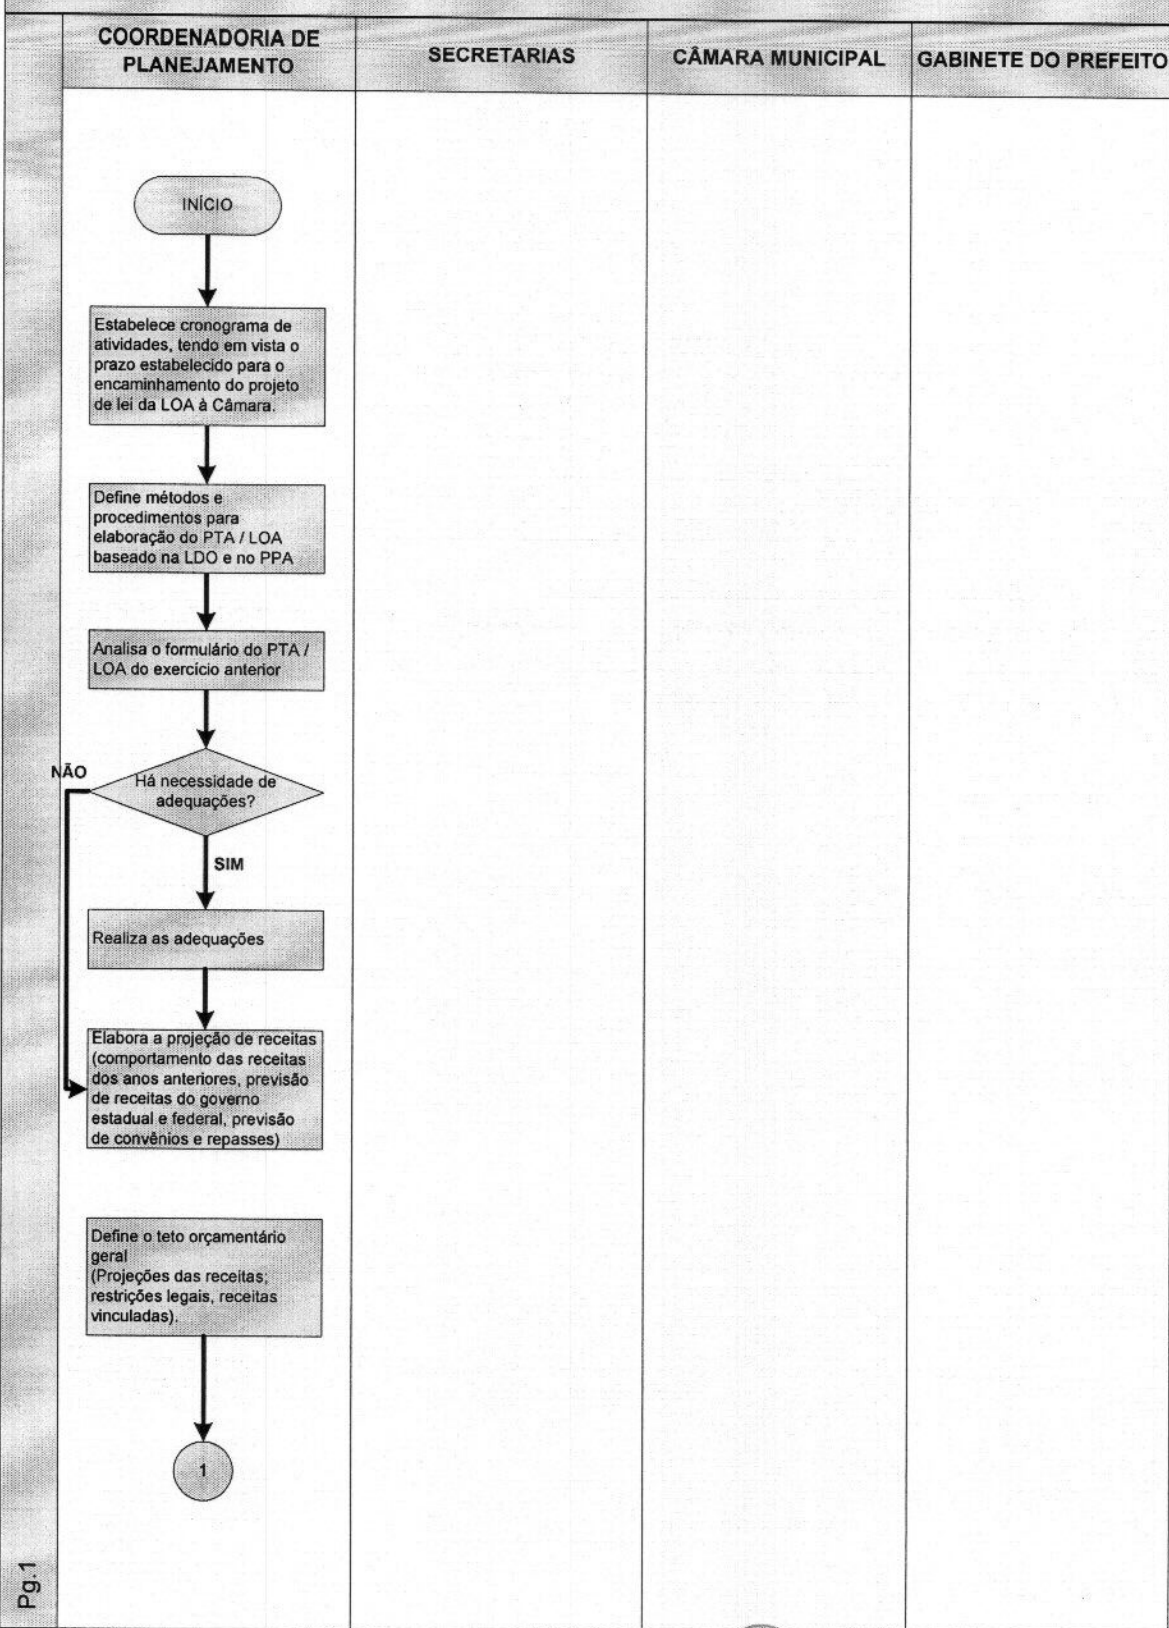 COORDENADORIA DE
PLANEJAMENTO
SECRETARIAS
CÂMARA MUNICIPAL
GABINETE DO PREFEITO
INÍCIO
Estabelece cronograma de
atividades, tendo em vista o
prazo estabelecido para o
encaminhamento do projeto
de lei da LOA à Câmara.
Define métodos e
procedimentos para
elaboração do PTA / LOA
baseado na LDO e no PPA
Analisa o formulário do PTA /
LOA do exercício anterior
NÃO
Há necessidade de
adequações?
SIM
Realiza as adequações
Elabora a projeção de receitas
(comportamento das receitas
dos anos anteriores, previsão
de receitas do governo
estadual e federal, previsão
de convênios e repasses)
Define o teto orçamentário
geral
(Projeções das receitas;
restrições legais, receitas
vinculadas).
1
Pg.1